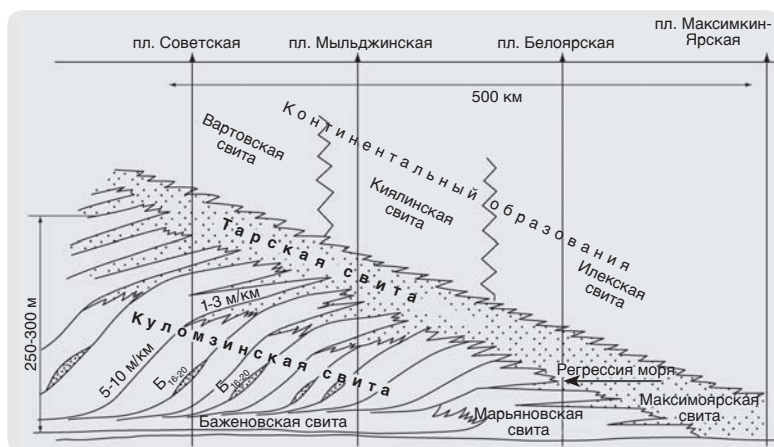 пл. Советская
пл. Мыльджинская
пл. Белоярская
пл. Максимкин-
Ярская
500 км
Континентальный образования
Вартовская
свита
Киялинская
свита
Илекская
свита
Тарская свита
250-300 м
1-3 м/км
5-10 м/км
Куломзинская свита
Б16-20
Б16-20
Регрессия моря
Баженовская свита
Марьяновская
свита
Максимоярская
свита